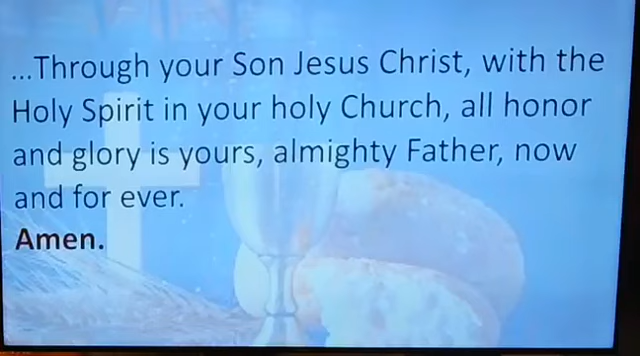 ...Through your Son Jesus Christ, with the
Holy Spirit in your holy Church, all honor
and glory is yours, almighty Father, now
and for ever.
Amen.